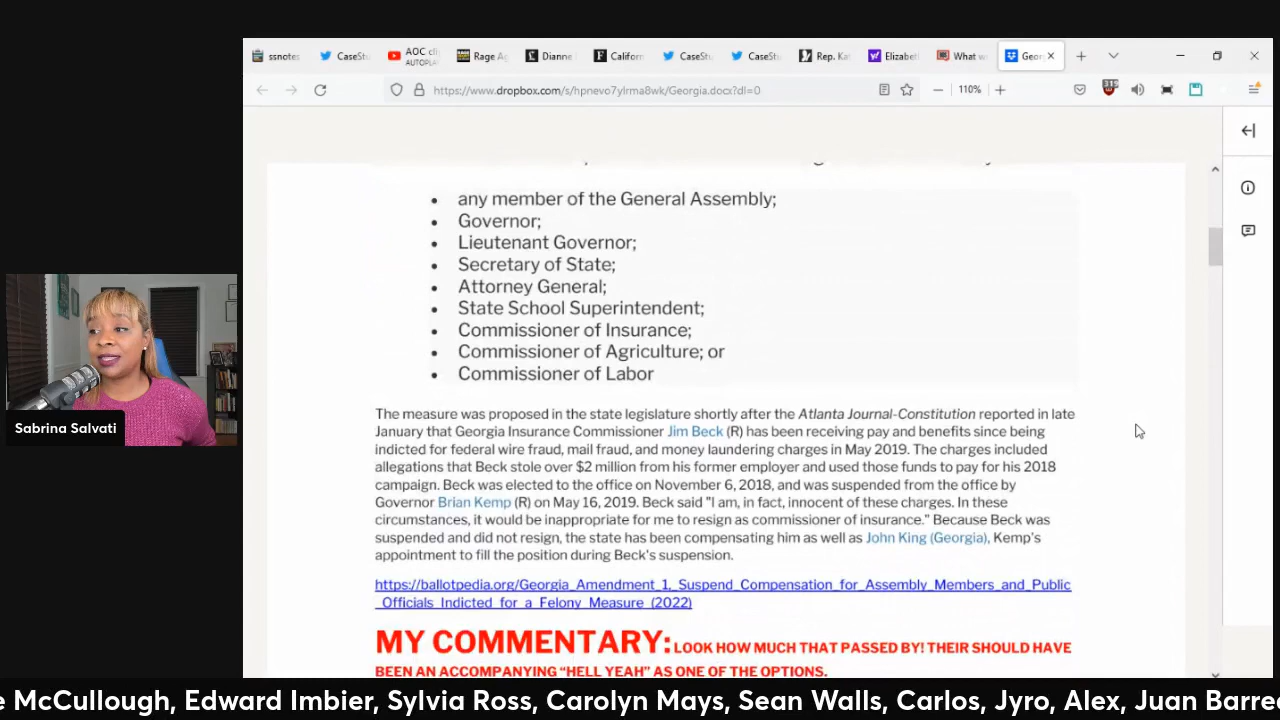 ssnotes
CaseStu
AOC cli
AUTOPLA
Rage Ag
Dianne
Californ
CaseStu
CaseStu
Rep. Kat
Elizabet
What w
Geor
https://www.dropbox.com/s/hpnevo7ylrma8wk/Georgia.docx?dl=0
110%
any member of the General Assembly;
Governor;
Lieutenant Governor;
Secretary of State;
Attorney General;
State School Superintendent;
Commissioner of Insurance;
Commissioner of Agriculture; or
Commissioner of Labor
The measure was proposed in the state legislature shortly after the Atlanta Journal-Constitution reported in late
January that Georgia Insurance Commissioner Jim Beck (R) has been receiving pay and benefits since being
indicted for federal wire fraud, mail fraud, and money laundering charges in May 2019. The charges included
allegations that Beck stole over $2 million from his former employer and used those funds to pay for his 2018
campaign. Beck was elected to the office on November 6, 2018, and was suspended from the office by
Governor Brian Kemp (R) on May 16, 2019. Beck said "I am, in fact, innocent of these charges. In these
circumstances, it would be inappropriate for me to resign as commissioner of insurance." Because Beck was
suspended and did not resign, the state has been compensating him as well as John King (Georgia), Kemp's
appointment to fill the position during Beck's suspension.
https://ballotpedia.org/Georgia_Amendment_1,_Suspend_Compensation_for_Assembly_Members_and_Public
_Officials_Indicted_for_a_Felony_Measure_(2022)
MY COMMENTARY: LOOK HOW MUCH THAT PASSED BY! THEIR SHOULD HAVE
BEEN AN ACCOMPANYING “HELL YEAH” AS ONE OF THE OPTIONS.
Sabrina Salvati
e McCullough, Edward Imbier, Sylvia Ross, Carolyn Mays, Sean Walls, Carlos, Jyro, Alex, Juan Barre